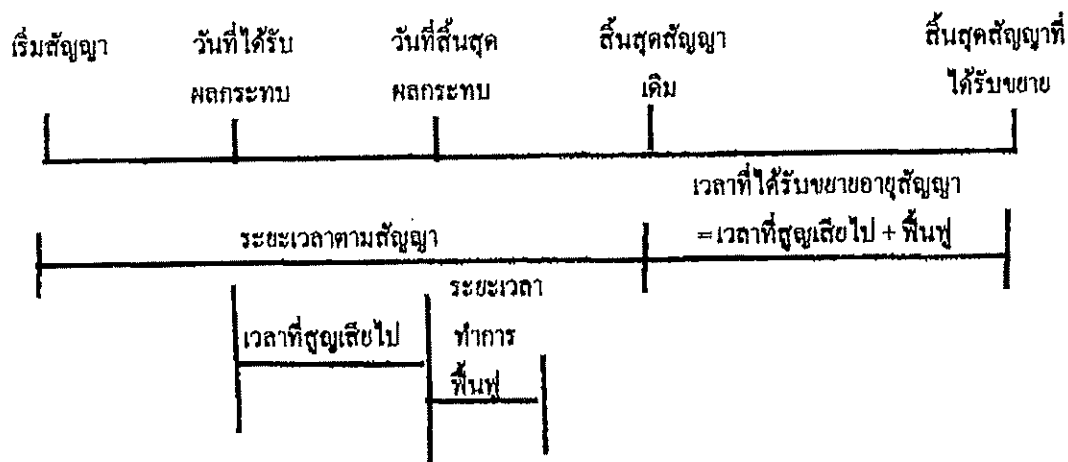 เริ่มสัญญา
วันที่ได้รับ
ผลกระทบ
วันที่สิ้นสุด
ผลกระทบ
สิ้นสุดสัญญา
เดิม
สิ้นสุดสัญญาที่
ได้รับขยาย
เวลาที่ได้รับขยายอายุสัญญา
=เวลาที่สูญเสียไป + ฟื้นฟู
ระยะเวลาตามสัญญา
เวลาที่สูญเสียไป
ระยะเวลา
ทำการ
ฟื้นฟู